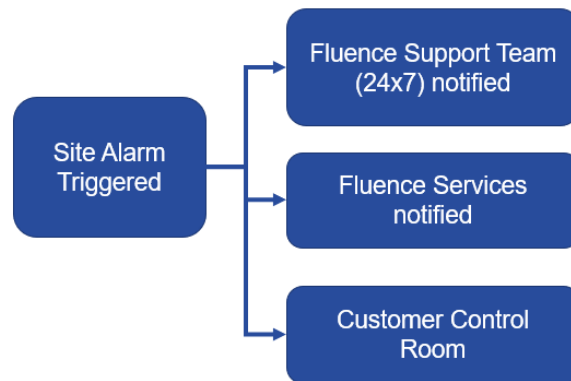 Site Alarm
Triggered
Fluence Support Team
(24x7) notified
Fluence Services
notified
Customer Control
Room